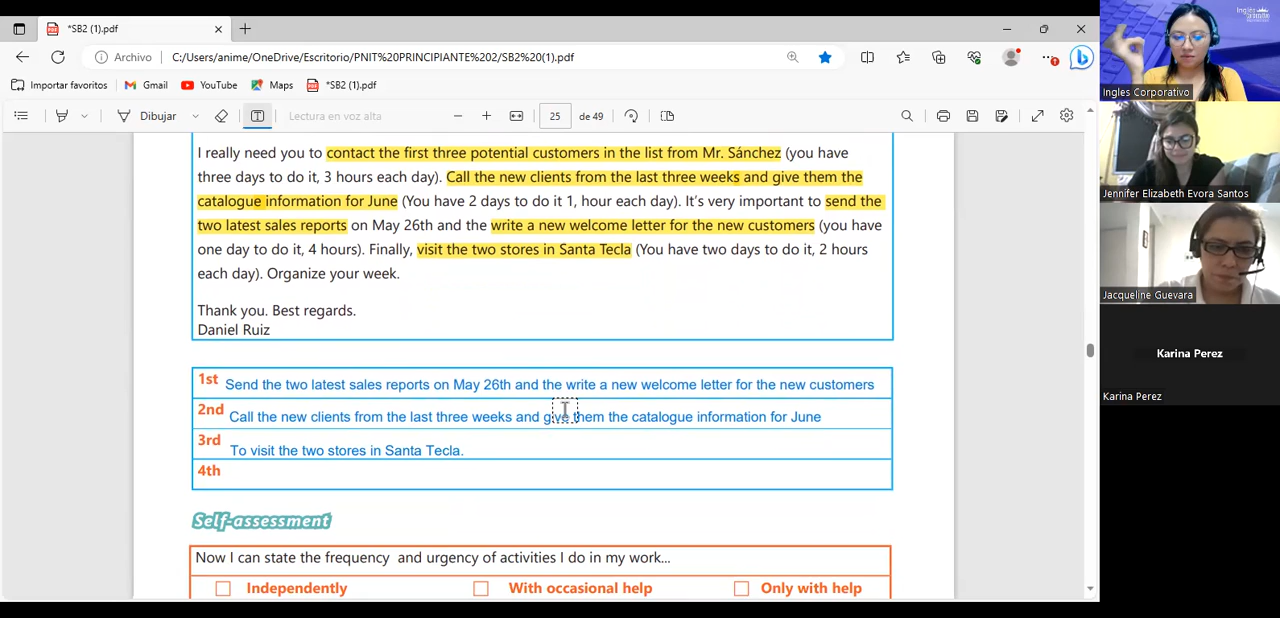 *SB2 (1).pdf
Archivo
C:/Users/anime/OneDrive/Escritorio/PNIT%20PRINCIPIANTE%202/SB2%20(1).pdf
Importar favoritos
Gmail
YouTube
Maps
*SB2 (1).pdf
Dibujar
Lectura en voz alta
25
de 49
I really need you to contact the first three potential customers in the list from Mr. Sánchez (you have
three days to do it, 3 hours each day). Call the new clients from the last three weeks and give them the
catalogue information for June (You have 2 days to do it 1, hour each day). It's very important to send the
two latest sales reports on May 26th and the write a new welcome letter for the new customers (you have
one day to do it, 4 hours). Finally, visit the two stores in Santa Tecla (You have two days to do it, 2 hours
each day). Organize your week.
Thank you. Best regards.
Daniel Ruiz
1st Send the two latest sales reports on May 26th and the write a new welcome letter for the new customers
2nd Call the new clients from the last three weeks and give them the catalogue information for June
3rd To visit the two stores in Santa Tecla.
4th
Self-assessment
Now I can state the frequency and urgency of activities I do in my work...
Independently
With occasional help
Only with help
Ingles Corporativo
Jennifer Elizabeth Evora Santos
Jacqueline Guevara
Karina Perez
Karina Perez